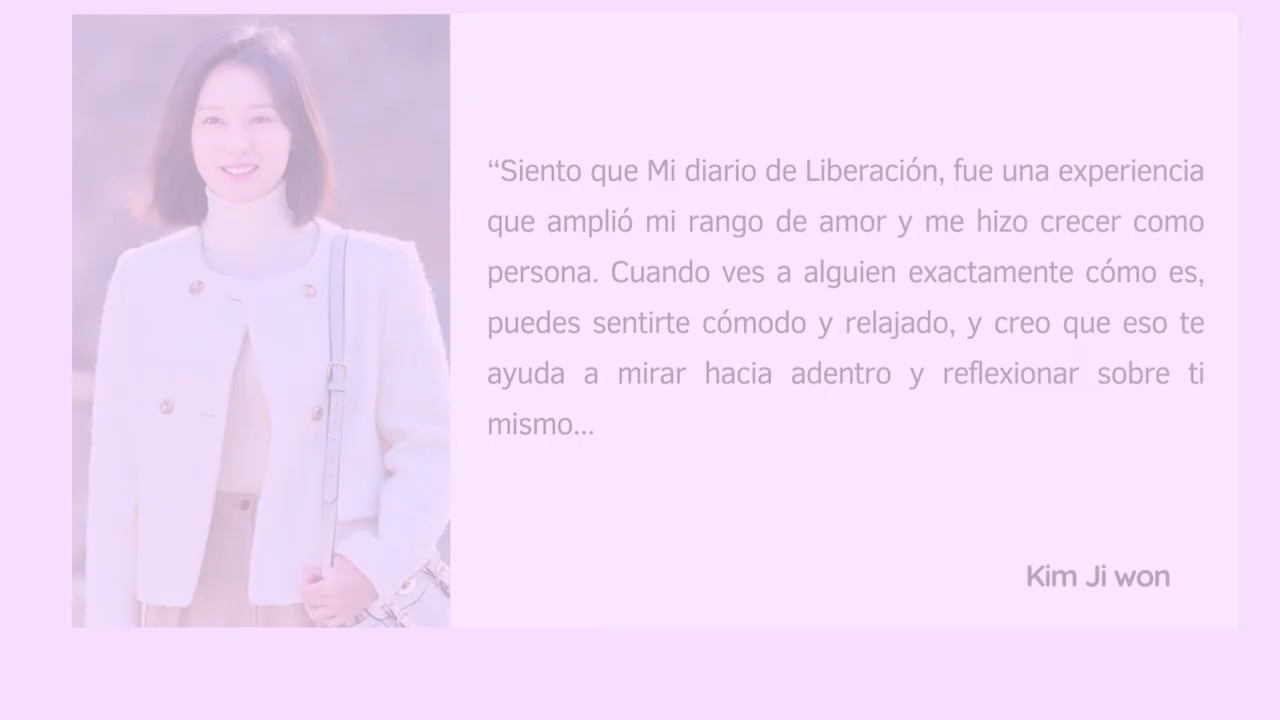 “Siento que Mi diario de Liberación, fue una experiencia
que amplió mi rango de amor y me hizo crecer como
persona. Cuando ves a alguien exactamente cómo es,
puedes sentirte cómodo y relajado, y creo que eso te
ayuda a mirar hacia adentro y reflexionar sobre ti
mismo...
Kim Ji won